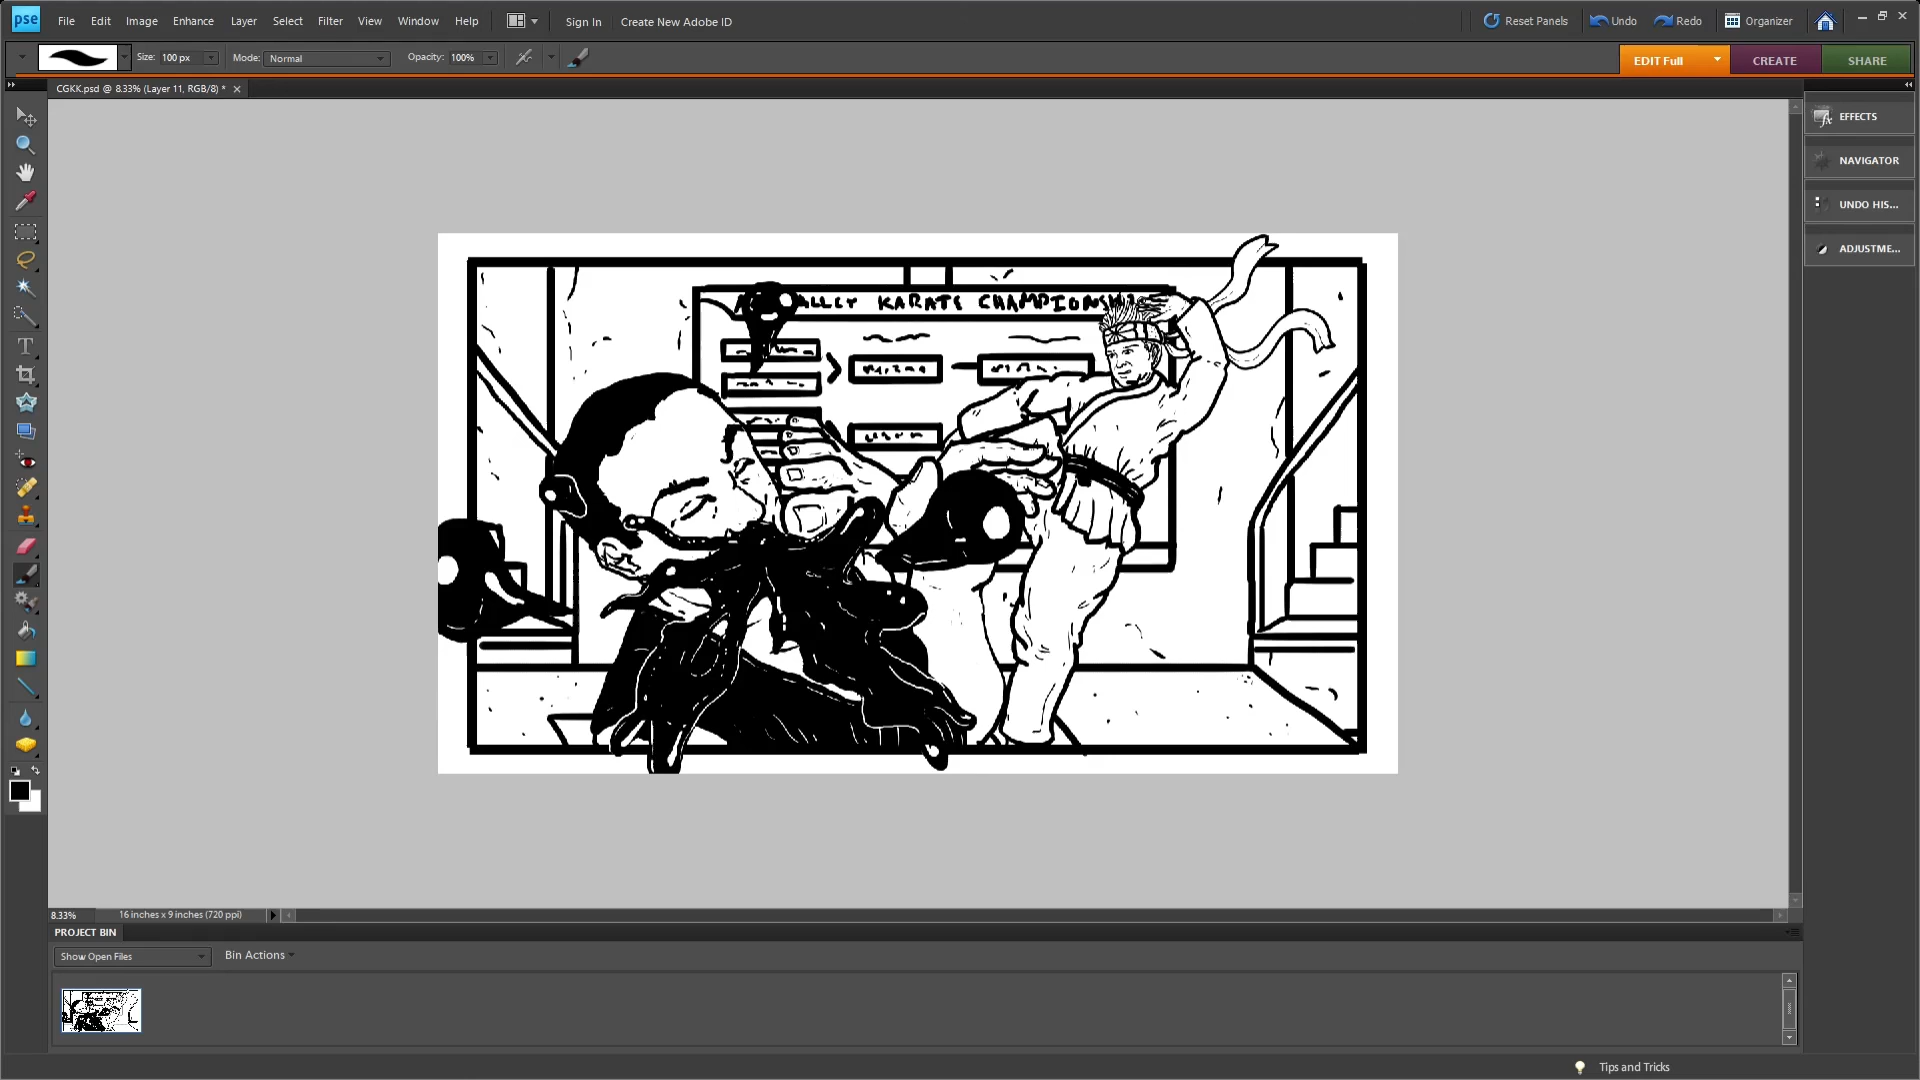 pse File Edit Image Enhance Layer Select Filter View Window Help Sign In Create New Adobe ID Reset Panels Undo Redo Organizer
Size: 100 px Mode: Normal Opacity: 100% EDIT Full CREATE SHARE
CGKK.psd @ 8.33% (Layer 11, RGB/8) *
EFFECTS
NAVIGATOR
UNDO HIS...
ADJUSTME...
KARATE
8.33% 16 inches x 9 inches (720 ppi)
PROJECT BIN
Show Open Files Bin Actions
Tips and Tricks